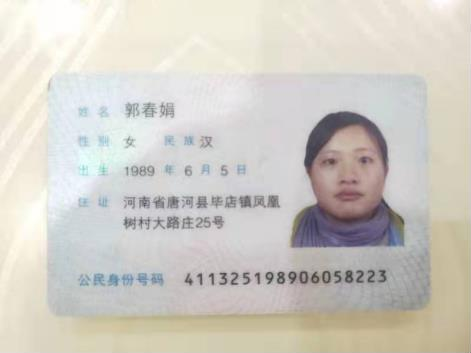 姓名 郭春娟
性别 女 民族 汉
出生 1989 年 6 月 5 日
住址 河南省唐河县毕店镇凤凰
树村大路庄25号
公民身份号码 411325198906058223